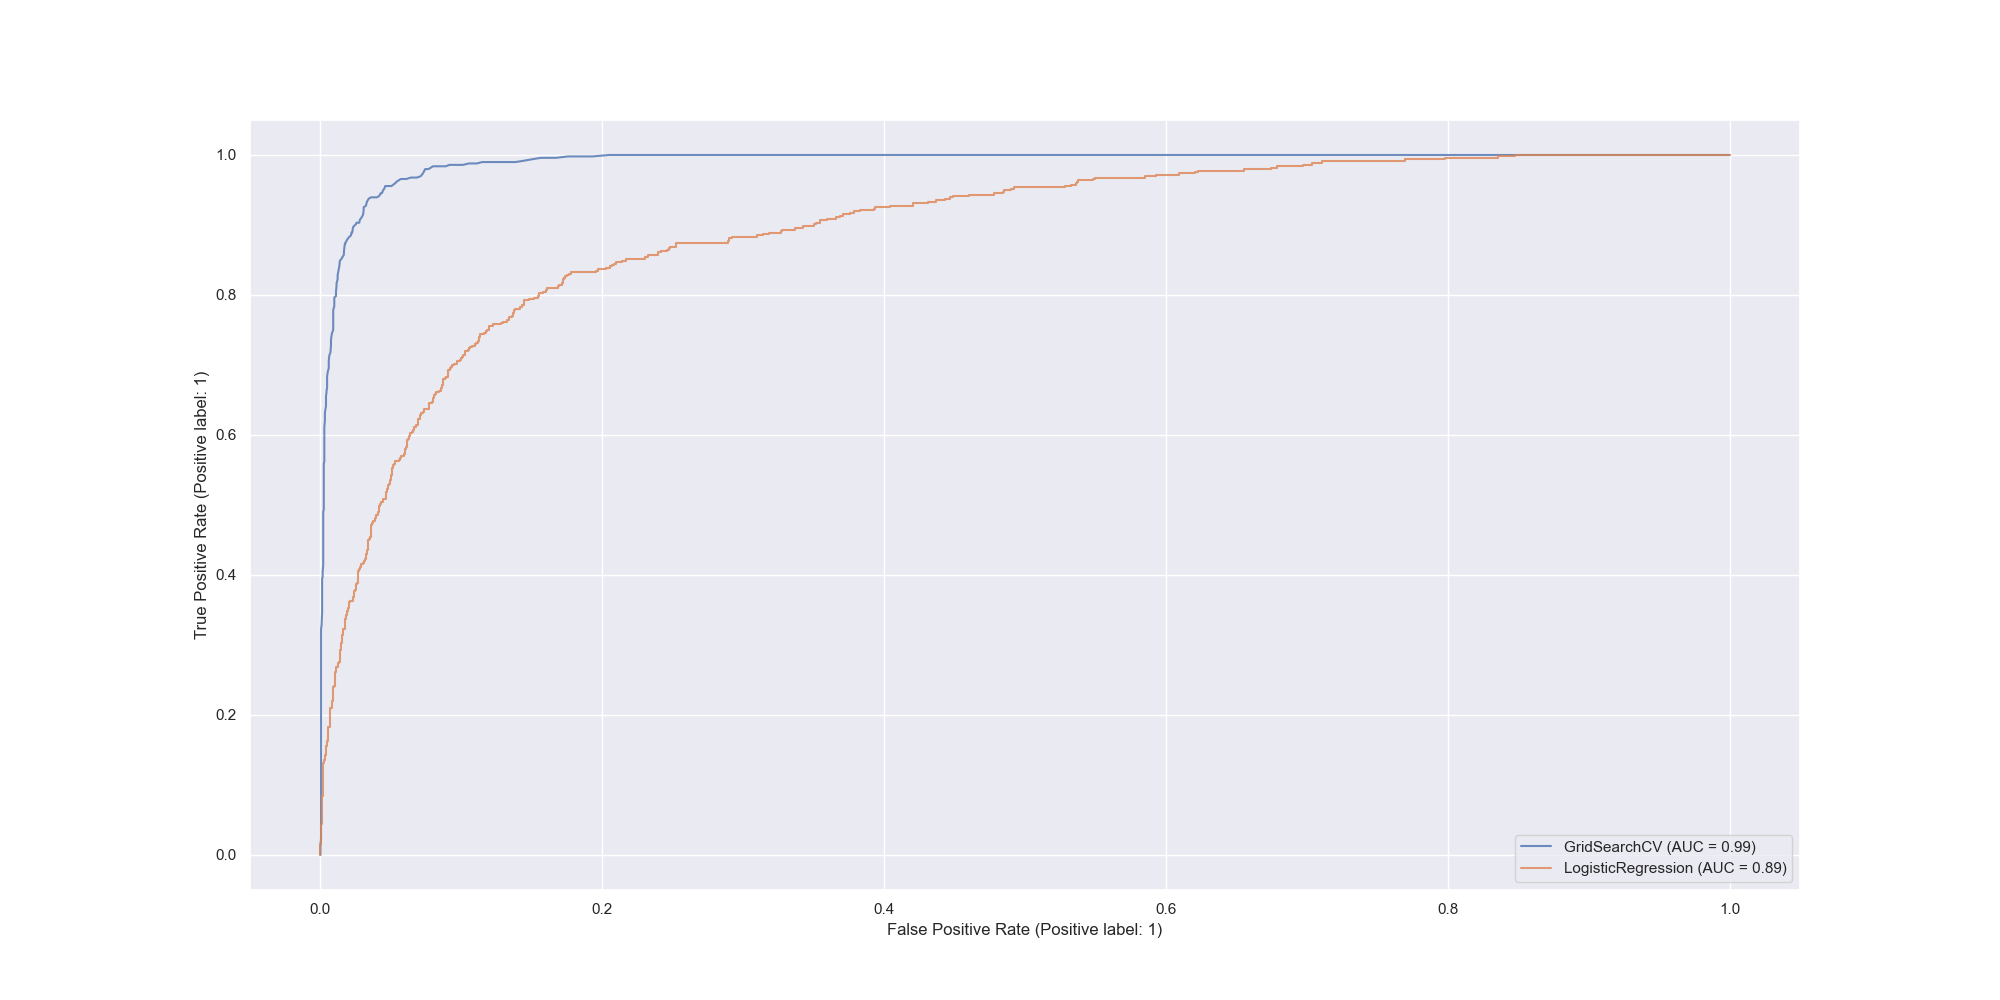 1.0
0.8
0.6
0.4
0.2
0.0
True Positive Rate (Positive label: 1)
GridSearchCV (AUC = 0.99)
LogisticRegression (AUC = 0.89)
0.0 0.2 0.4 0.6 0.8 1.0
False Positive Rate (Positive label: 1)